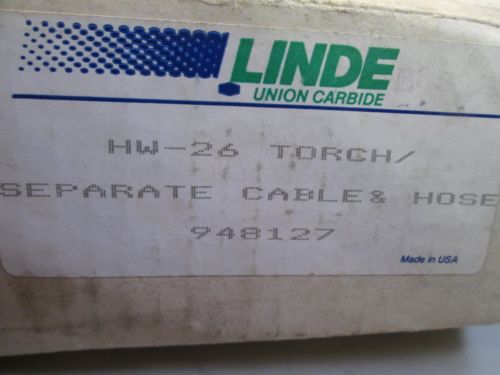 LINDE
UNION CARBIDE
HW-26 TORCH/
SEPARATE CABLE& HOSE
948127
Made in USA